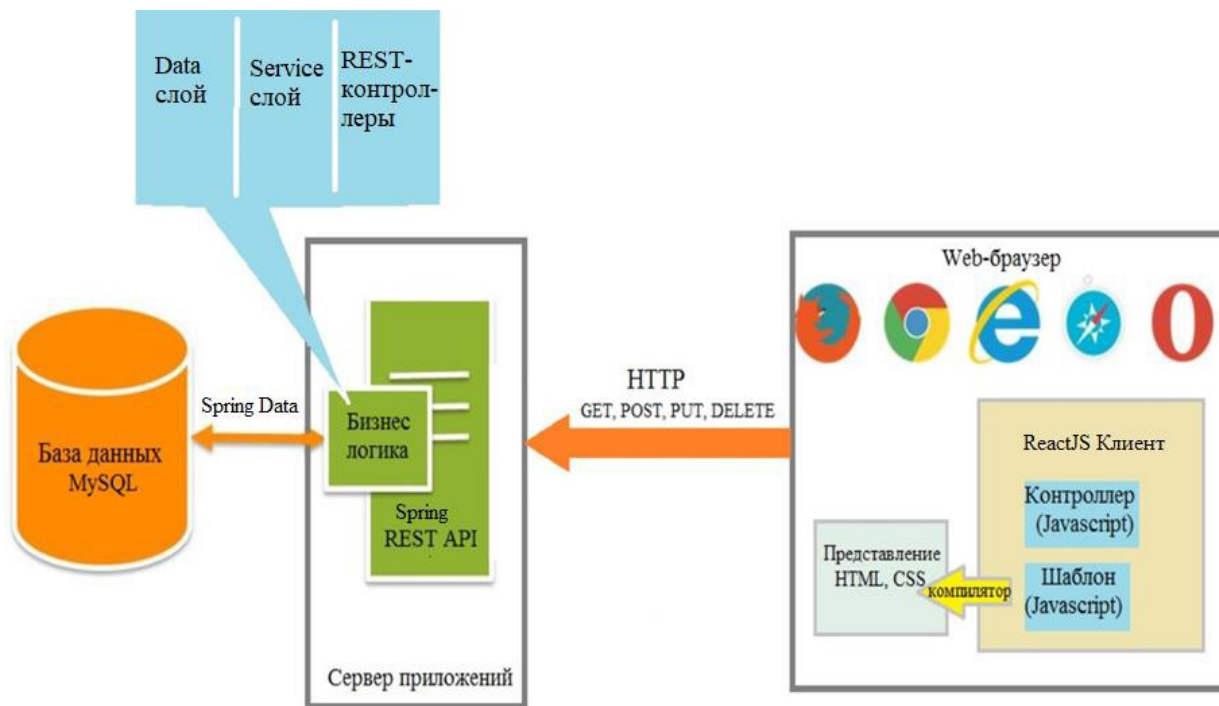 Data
слой
Service
слой
REST-
контрол-
леры
Web-браузер
Spring Data
База данных
MySQL
Бизнес
логика
Spring
REST API
Сервер приложений
HTTP
GET, POST, PUT, DELETE
ReactJS Клиент
Контроллер
(Javascript)
Шаблон
(Javascript)
компилятор
Представление
HTML, CSS